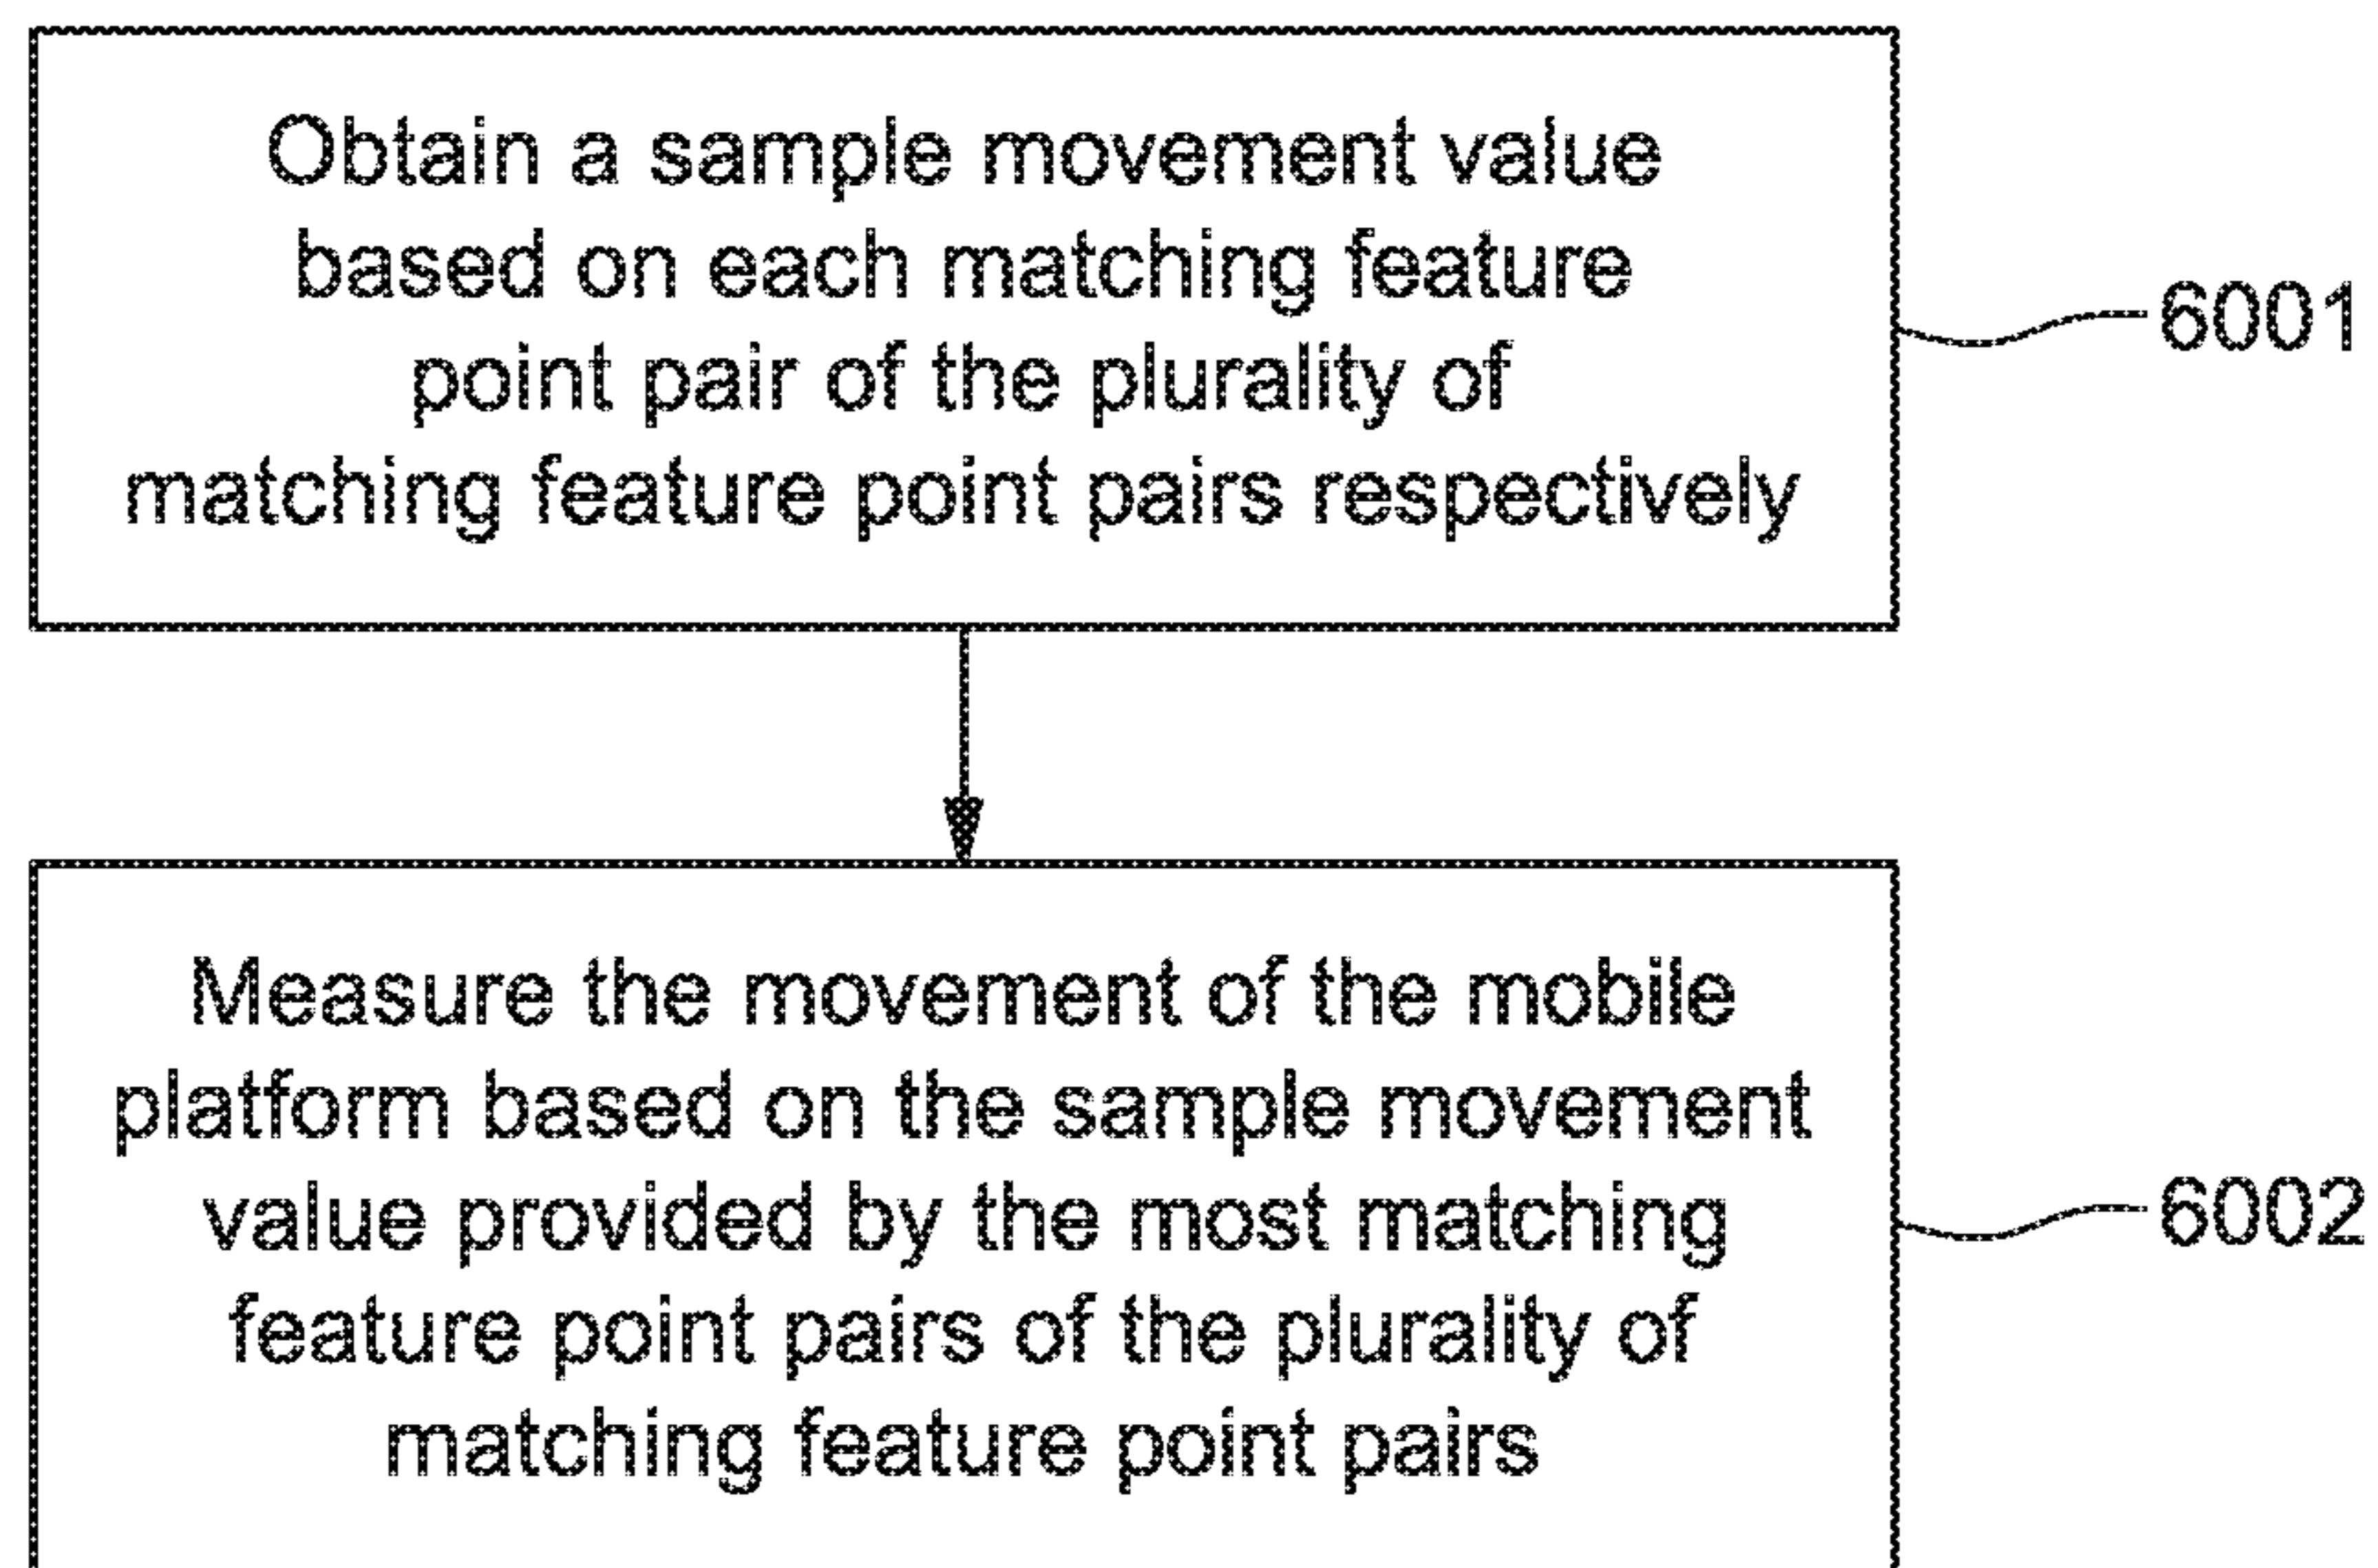 Obtain a sample movement value
based on each matching feature
point pair of the plurality of
matching feature point pairs respectively
6001
Measure the movement of the mobile
platform based on the sample movement
value provided by the most matching
feature point pairs of the plurality of
matching feature point pairs
6002